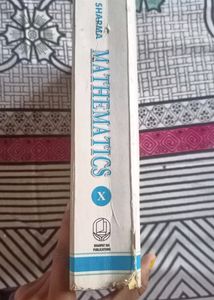 SHARMA
MATHEMATICS
X
DHANPAT RAI
PUBLICATIONS